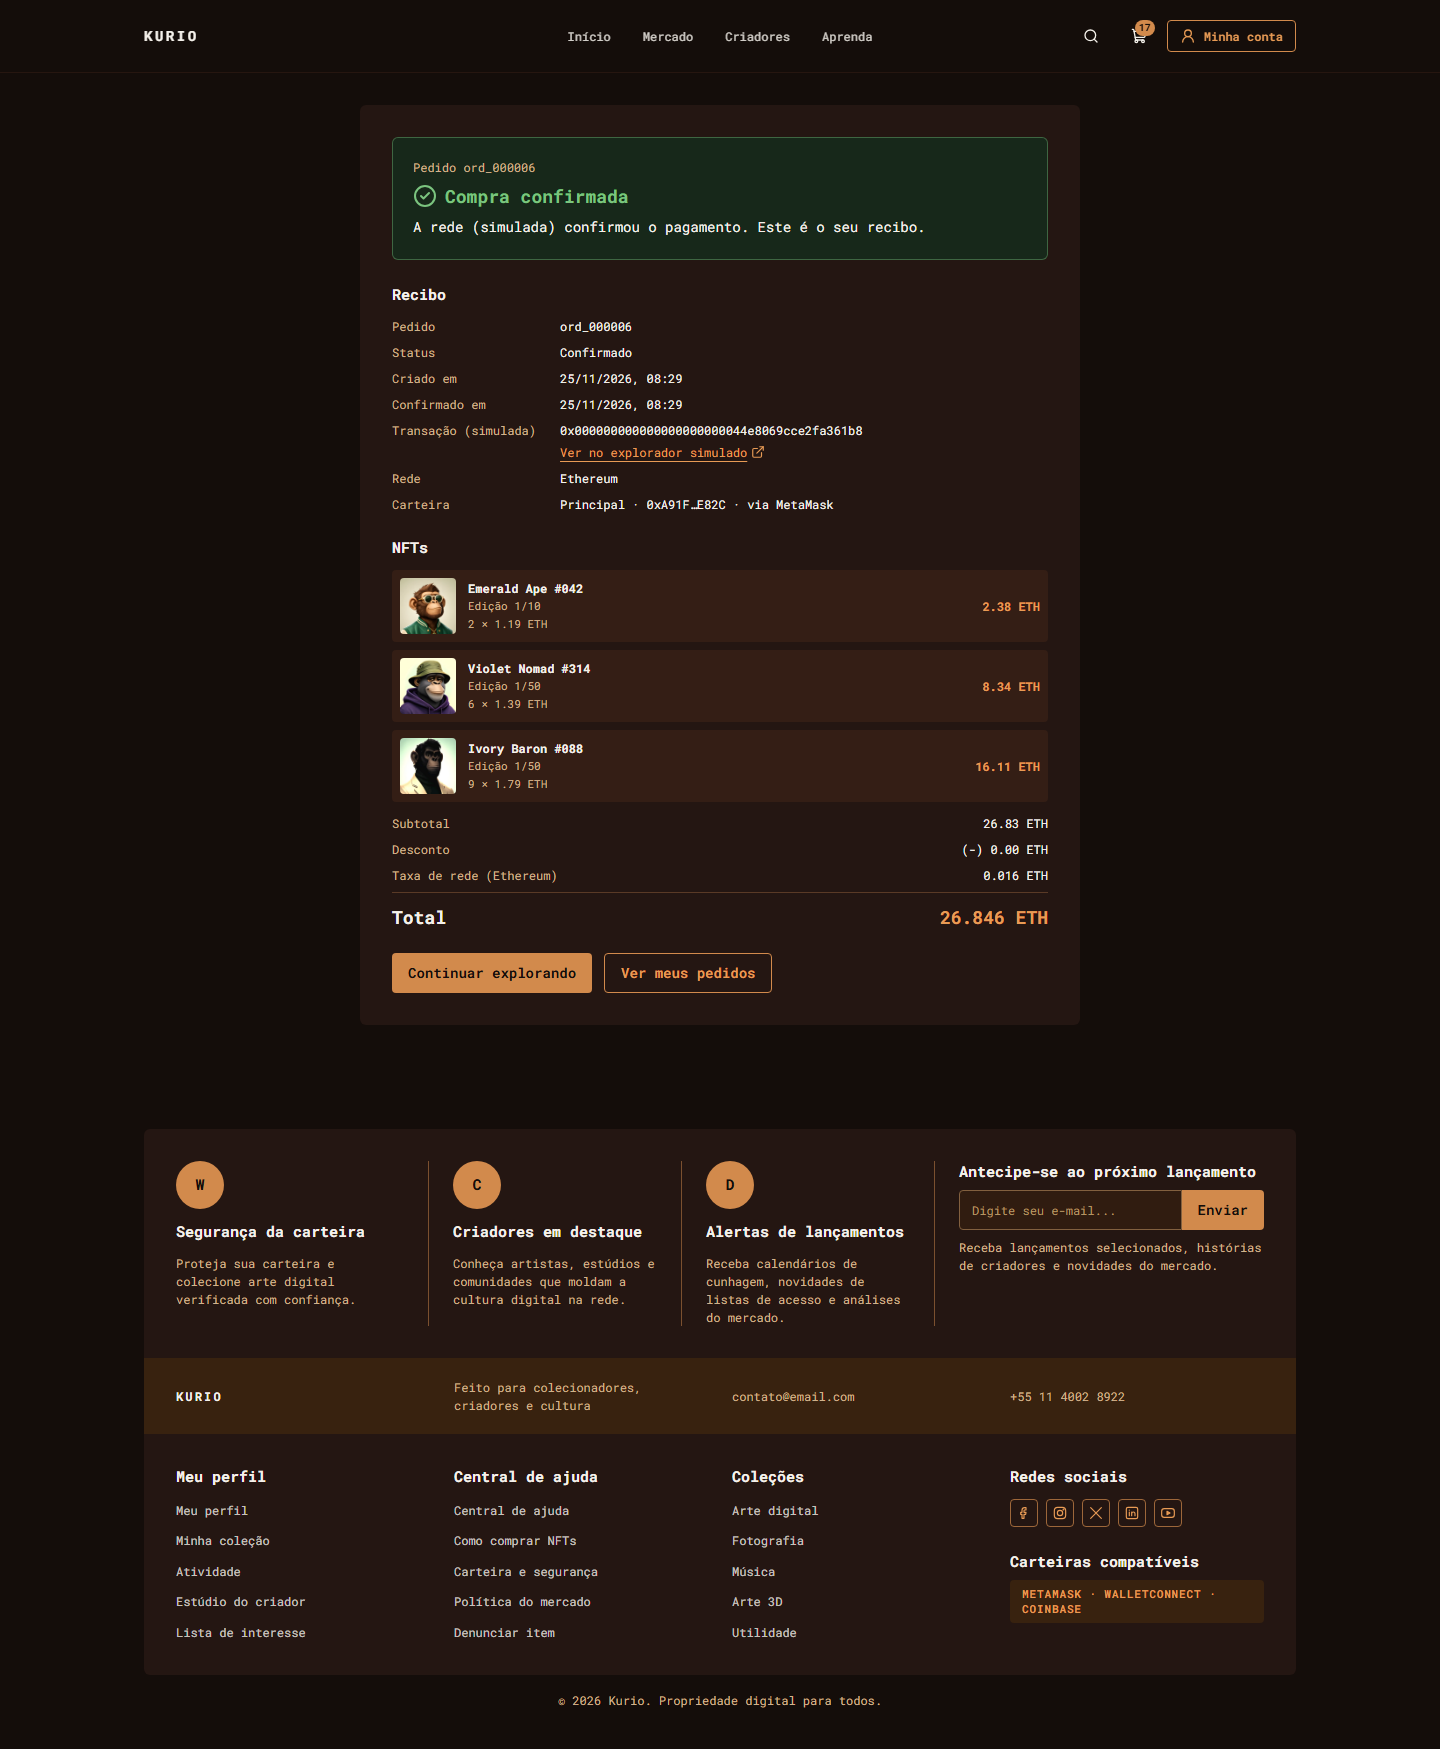 KURIO
Início
Mercado
Criadores
Aprenda
17
Minha conta
Pedido ord_000006
Compra confirmada
A rede (simulada) confirmou o pagamento. Este é o seu recibo.
Recibo
Pedido ord_000006
Status Confirmado
Criado em 25/11/2026, 08:29
Confirmado em 25/11/2026, 08:29
Transação (simulada) 0x000000000000000000000044e8069cce2fa361b8
Ver no explorador simulado
Rede Ethereum
Carteira Principal · 0xA91F…E82C · via MetaMask
NFTs
Emerald Ape #042
Edição 1/10
2 × 1.19 ETH
2.38 ETH
Violet Nomad #314
Edição 1/50
6 × 1.39 ETH
8.34 ETH
Ivory Baron #088
Edição 1/50
9 × 1.79 ETH
16.11 ETH
Subtotal 26.83 ETH
Desconto (-) 0.00 ETH
Taxa de rede (Ethereum) 0.016 ETH
Total 26.846 ETH
Continuar explorando
Ver meus pedidos
W
Segurança da carteira
Proteja sua carteira e
colecione arte digital
verificada com confiança.
C
Criadores em destaque
Conheça artistas, estúdios e
comunidades que moldam a
cultura digital na rede.
D
Alertas de lançamentos
Receba calendários de
cunhagem, novidades de
listas de acesso e análises
do mercado.
Antecipe-se ao próximo lançamento
Digite seu e-mail...
Enviar
Receba lançamentos selecionados, histórias
de criadores e novidades do mercado.
KURIO
Feito para colecionadores,
criadores e cultura
contato@email.com
+55 11 4002 8922
Meu perfil
Meu perfil
Minha coleção
Atividade
Estúdio do criador
Lista de interesse
Central de ajuda
Central de ajuda
Como comprar NFTs
Carteira e segurança
Política do mercado
Denunciar item
Coleções
Arte digital
Fotografia
Música
Arte 3D
Utilidade
Redes sociais
Carteiras compatíveis
METAMASK · WALLETCONNECT ·
COINBASE
© 2026 Kurio. Propriedade digital para todos.